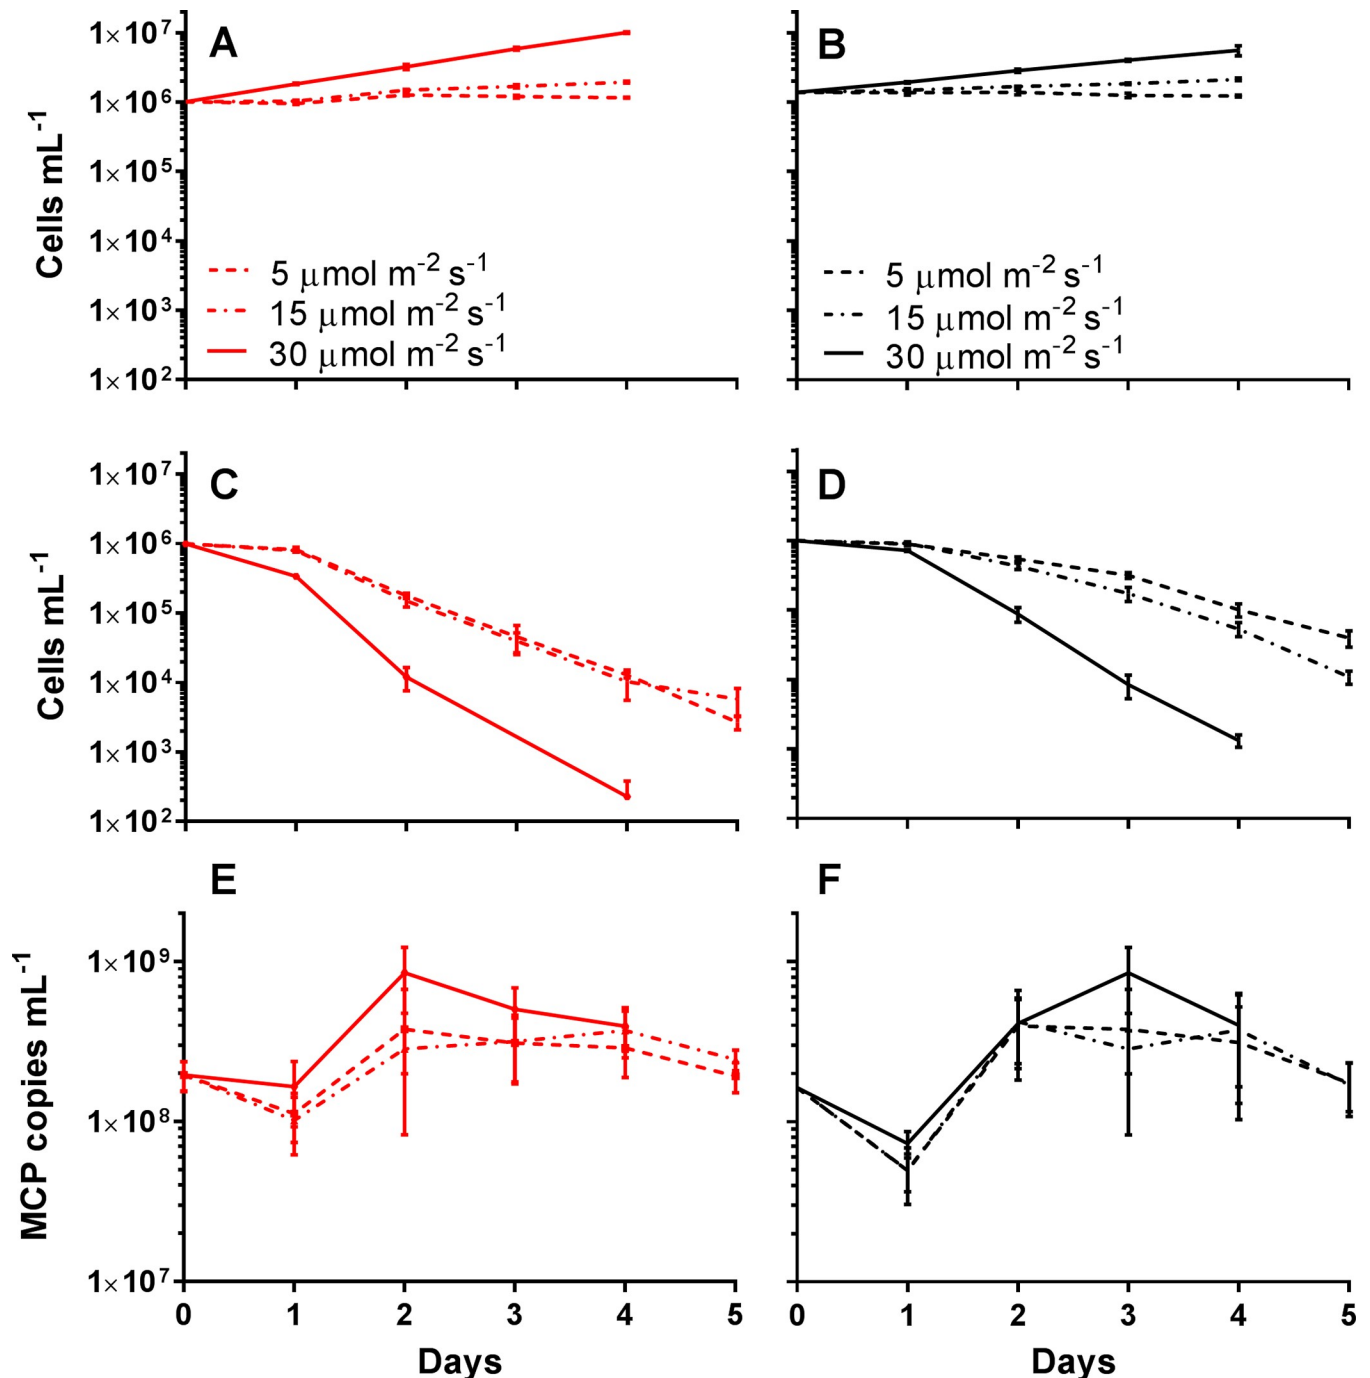 A
B
1×10⁷
1×10⁶
1×10⁵
1×10⁴
1×10³
1×10²
Cells mL⁻¹
5 μmol m⁻² s⁻¹
15 μmol m⁻² s⁻¹
30 μmol m⁻² s⁻¹
5 μmol m⁻² s⁻¹
15 μmol m⁻² s⁻¹
30 μmol m⁻² s⁻¹
C
D
1×10⁷
1×10⁶
1×10⁵
1×10⁴
1×10³
1×10²
Cells mL⁻¹
E
F
1×10⁹
1×10⁸
1×10⁷
MCP copies mL⁻¹
0 1 2 3 4 5
0 1 2 3 4 5
Days
Days